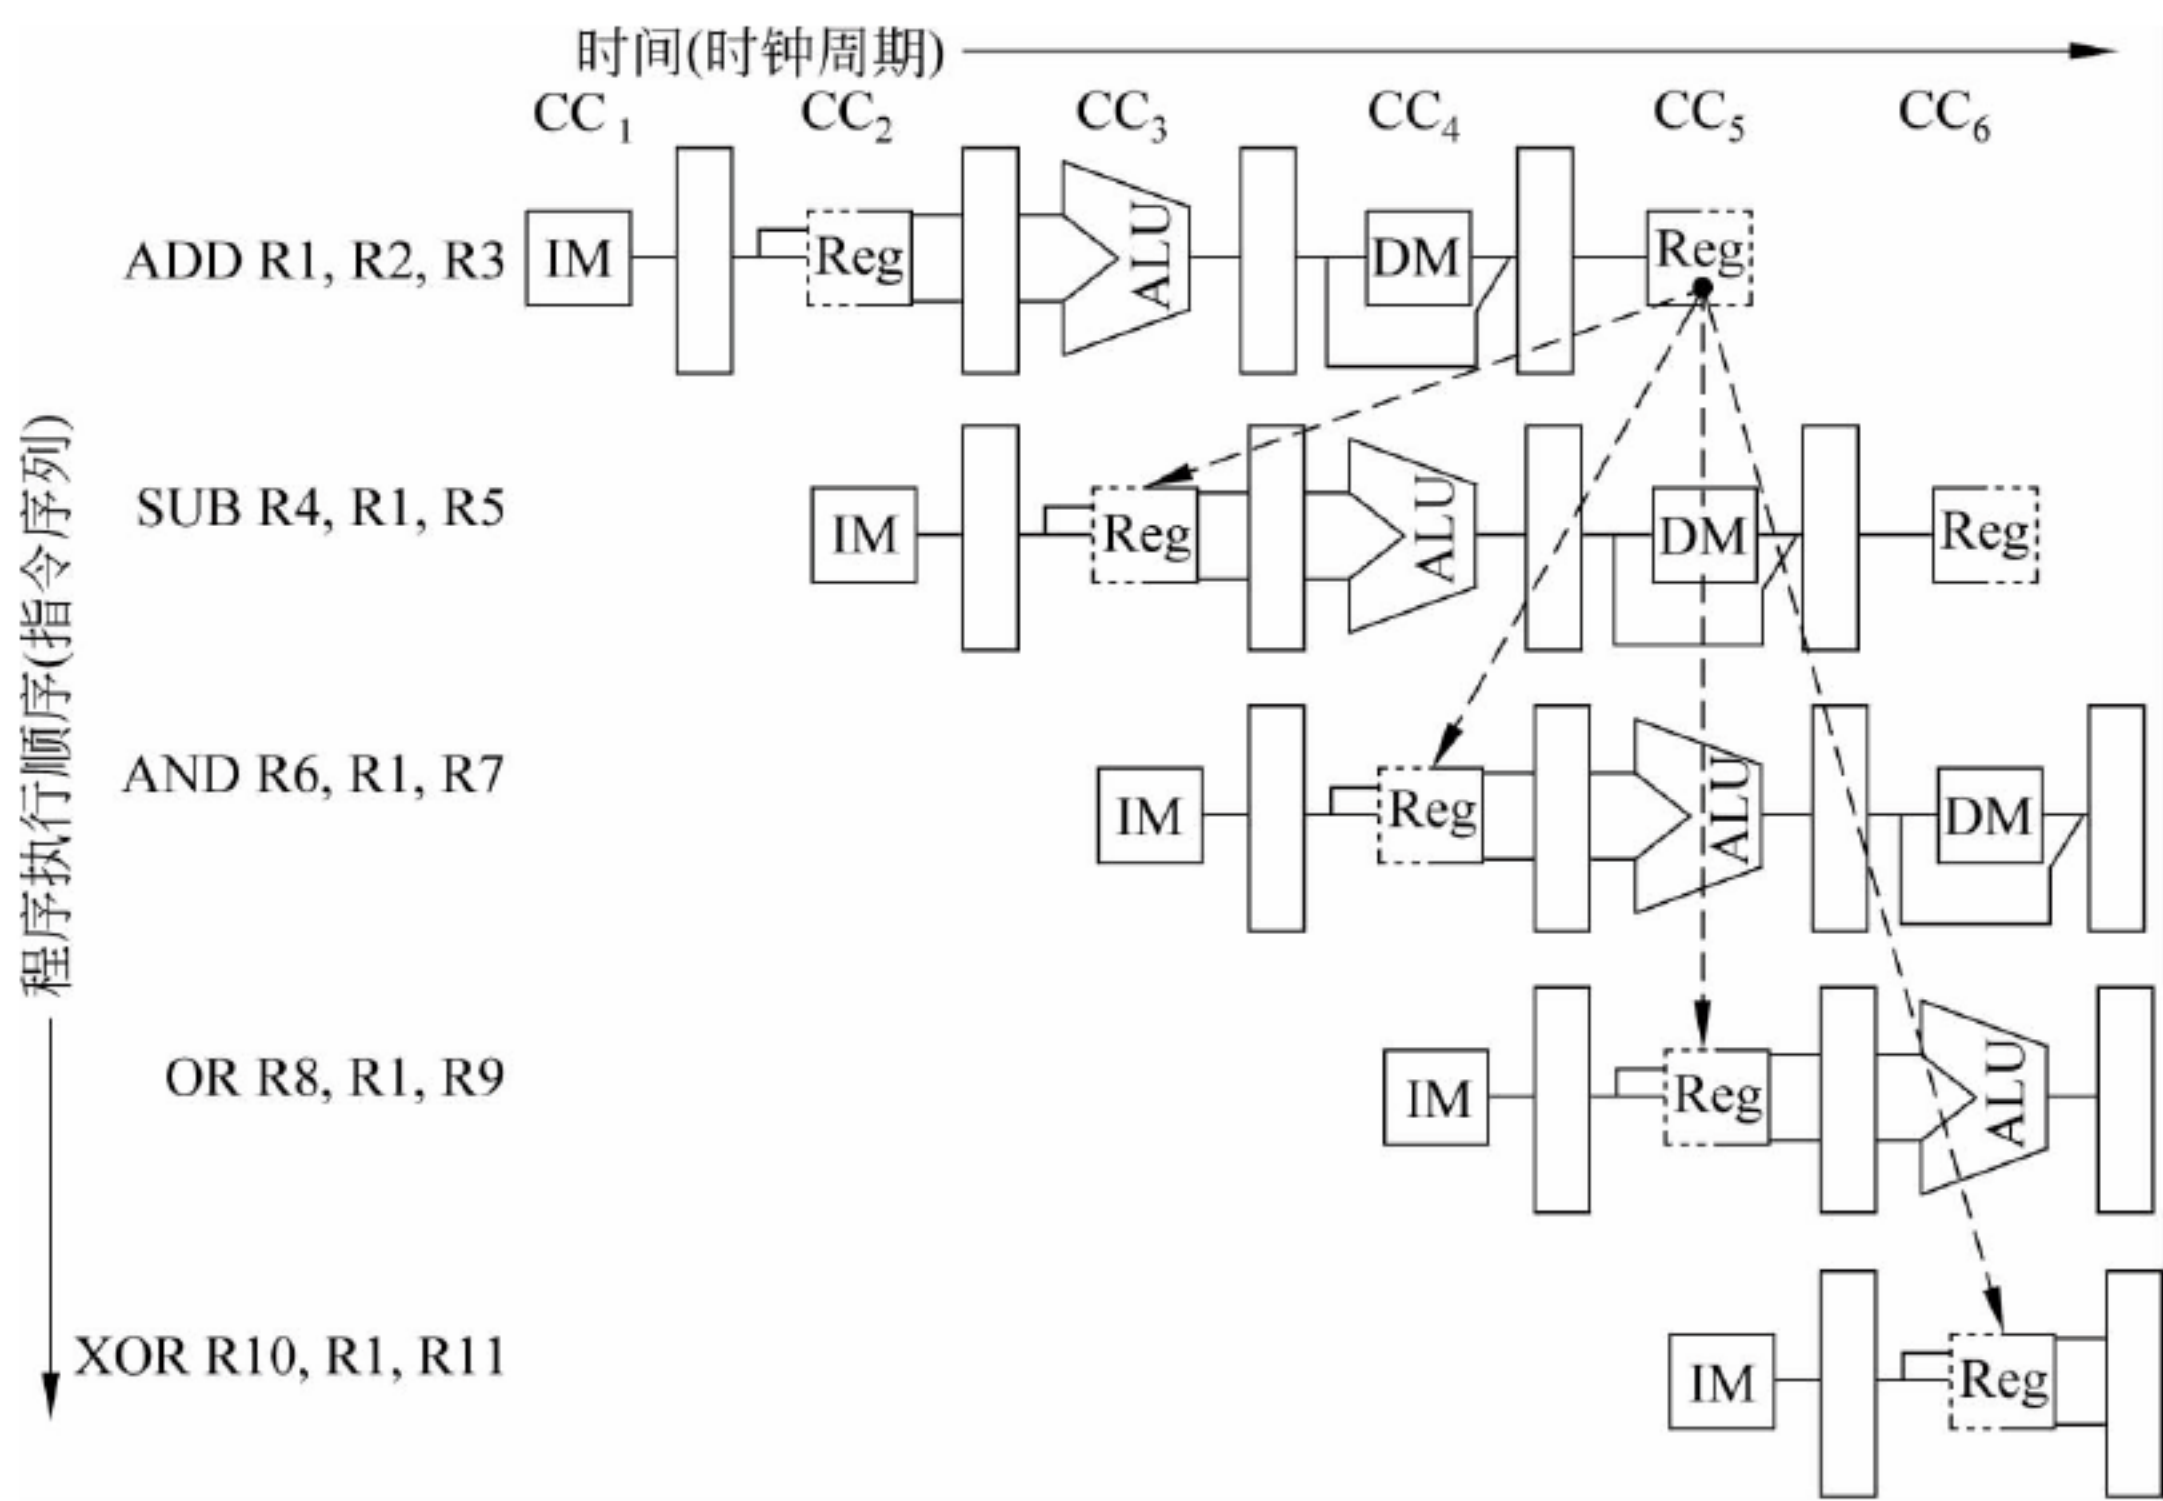 时间(时钟周期)
CC1 CC2 CC3 CC4 CC5 CC6
ADD R1, R2, R3 IM Reg ALU DM Reg
SUB R4, R1, R5 IM Reg ALU DM Reg
AND R6, R1, R7 IM Reg ALU DM
OR R8, R1, R9 IM Reg ALU
XOR R10, R1, R11 IM Reg
程序执行顺序(指令序列)